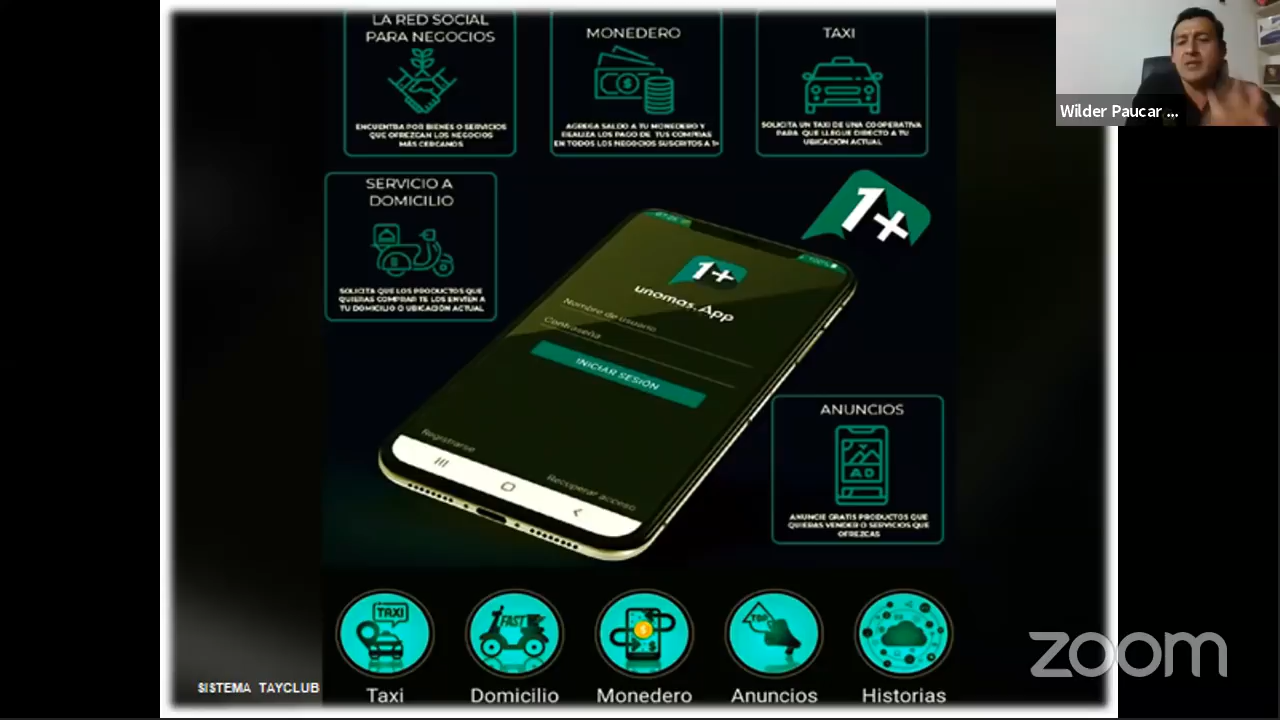 LA RED SOCIAL
PARA NEGOCIOS
ENCUENTRA POR BIENES O SERVICIOS
QUE OFREZCAN LOS NEGOCIOS
MÁS CERCANOS
MONEDERO
AGREGA SALDO A TU MONEDERO Y
REALIZA LOS PAGO DE TUS COMPRAS
EN TODOS LOS NEGOCIOS SUSCRITOS A 1+
TAXI
SOLICITA UN TAXI DE UNA COOPERATIVA
PARA QUE LLEGUE DIRECTO A TU
UBICACIÓN ACTUAL
Wilder Paucar ...
SERVICIO A
DOMICILIO
SOLICITA QUE LOS PRODUCTOS QUE
QUIERAS COMPRAR TE LOS ENVÍEN A
TU DOMICILIO O UBICACIÓN ACTUAL
1+
1+
unomas.App
Nombre de usuario
Contraseña
INICIAR SESIÓN
Registrarse
Recuperar acceso
ANUNCIOS
AD
ANUNCIE GRATIS PRODUCTOS QUE
QUIERAS VENDER O SERVICIOS QUE
OFREZCAS
TAXI
FAST
TOP
zoom
SISTEMA TAYCLUB
Taxi
Domicilio
Monedero
Anuncios
Historias